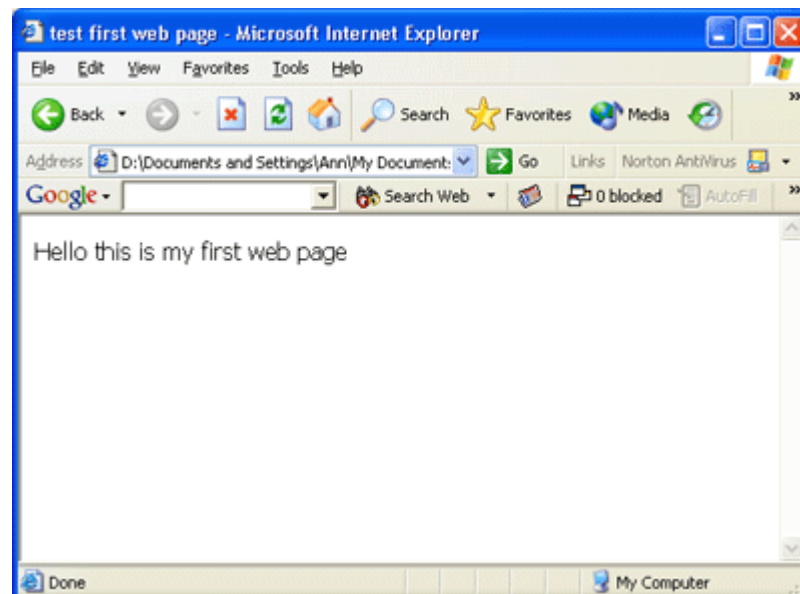 test first web page - Microsoft Internet Explorer
File Edit View Favorites Tools Help
Back Search Favorites Media »
Address D:\Documents and Settings\Ann\My Document: Go Links Norton AntiVirus
Google Search Web 0 blocked AutoFill »
Hello this is my first web page
Done My Computer